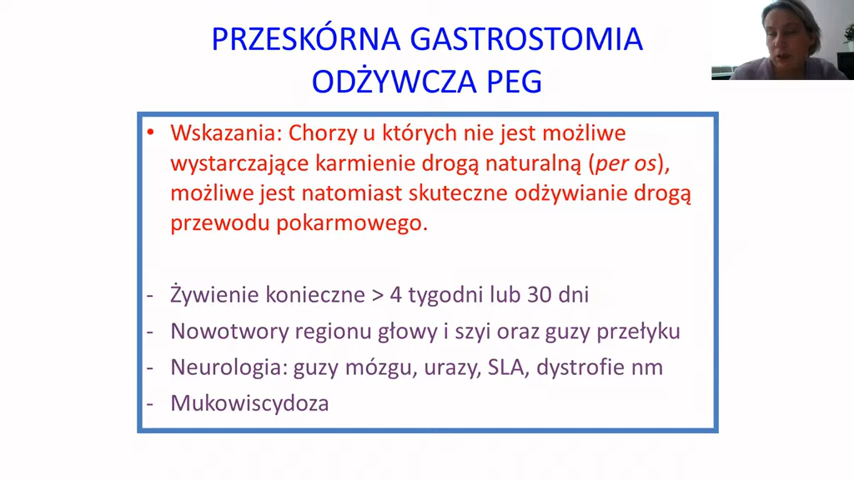 PRZESKÓRNA GASTROSTOMIA
ODŻYWCZA PEG
• Wskazania: Chorzy u których nie jest możliwe
wystarczające karmienie drogą naturalną (per os),
możliwe jest natomiast skuteczne odżywianie drogą
przewodu pokarmowego.
- Żywienie konieczne > 4 tygodni lub 30 dni
- Nowotwory regionu głowy i szyi oraz guzy przełyku
- Neurologia: guzy mózgu, urazy, SLA, dystrofie nm
- Mukowiscydoza